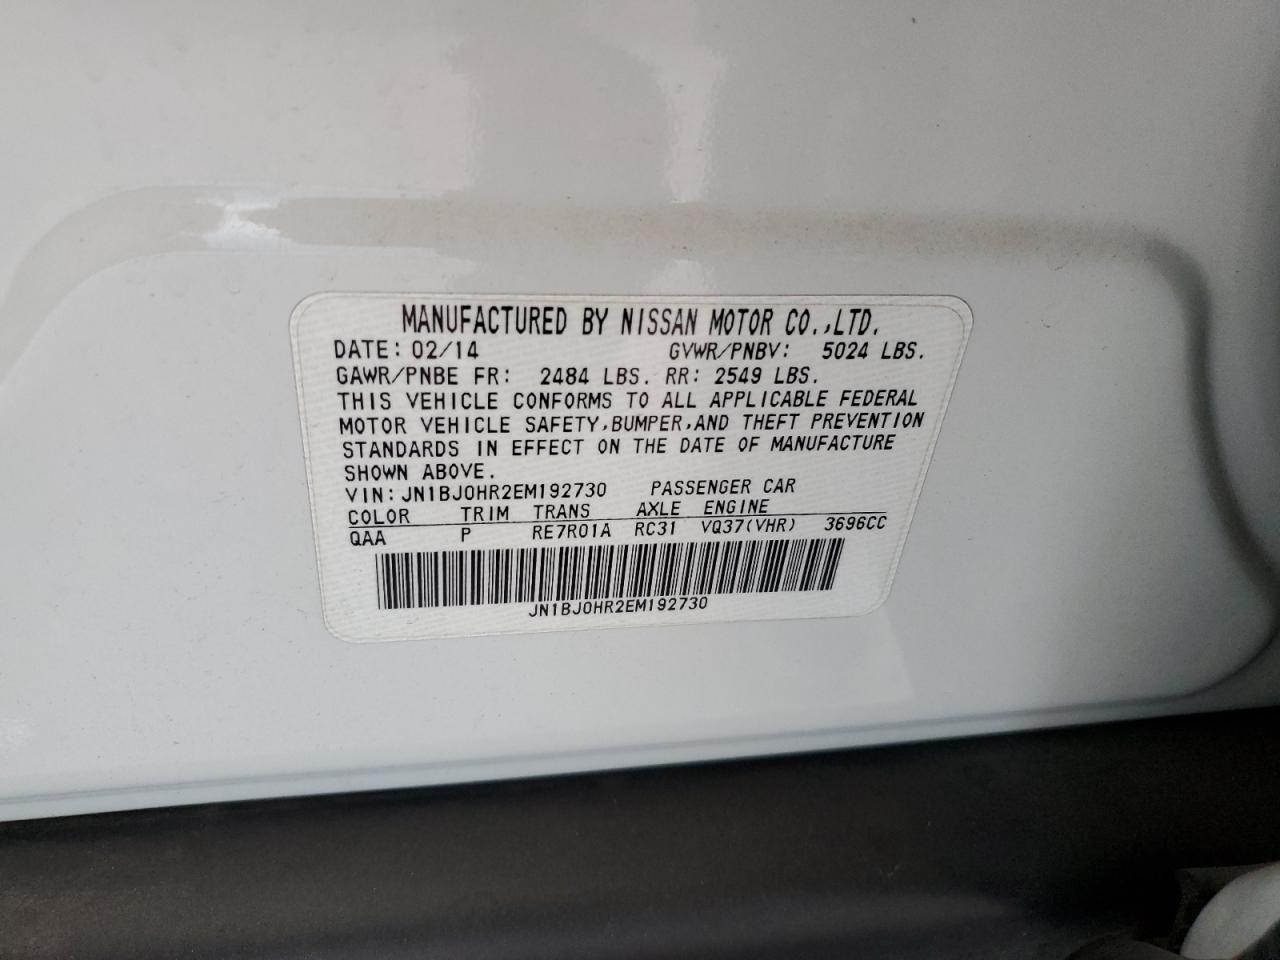 MANUFACTURED BY NISSAN MOTOR CO.,LTD.
DATE: 02/14 GVWR/PNBV: 5024 LBS.
GAWR/PNBE FR: 2484 LBS. RR: 2549 LBS.
THIS VEHICLE CONFORMS TO ALL APPLICABLE FEDERAL
MOTOR VEHICLE SAFETY,BUMPER,AND THEFT PREVENTION
STANDARDS IN EFFECT ON THE DATE OF MANUFACTURE
SHOWN ABOVE.
VIN: JN1BJ0HR2EM192730 PASSENGER CAR
COLOR TRIM TRANS AXLE ENGINE
QAA P RE7R01A RC31 VQ37(VHR) 3696CC
JN1BJ0HR2EM192730